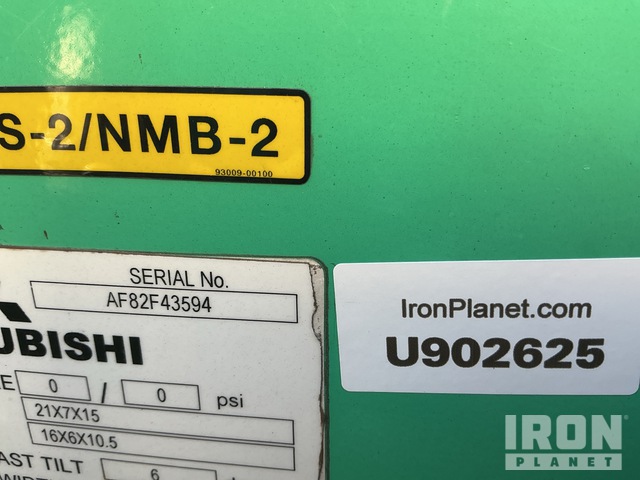 S-2/NMB-2
93009-00100
SERIAL No.
AF82F43594
UBISHI
0 / 0 psi
21X7X15
16X6X10.5
AST TILT 6
IronPlanet.com
U902625
IRON
PLANET